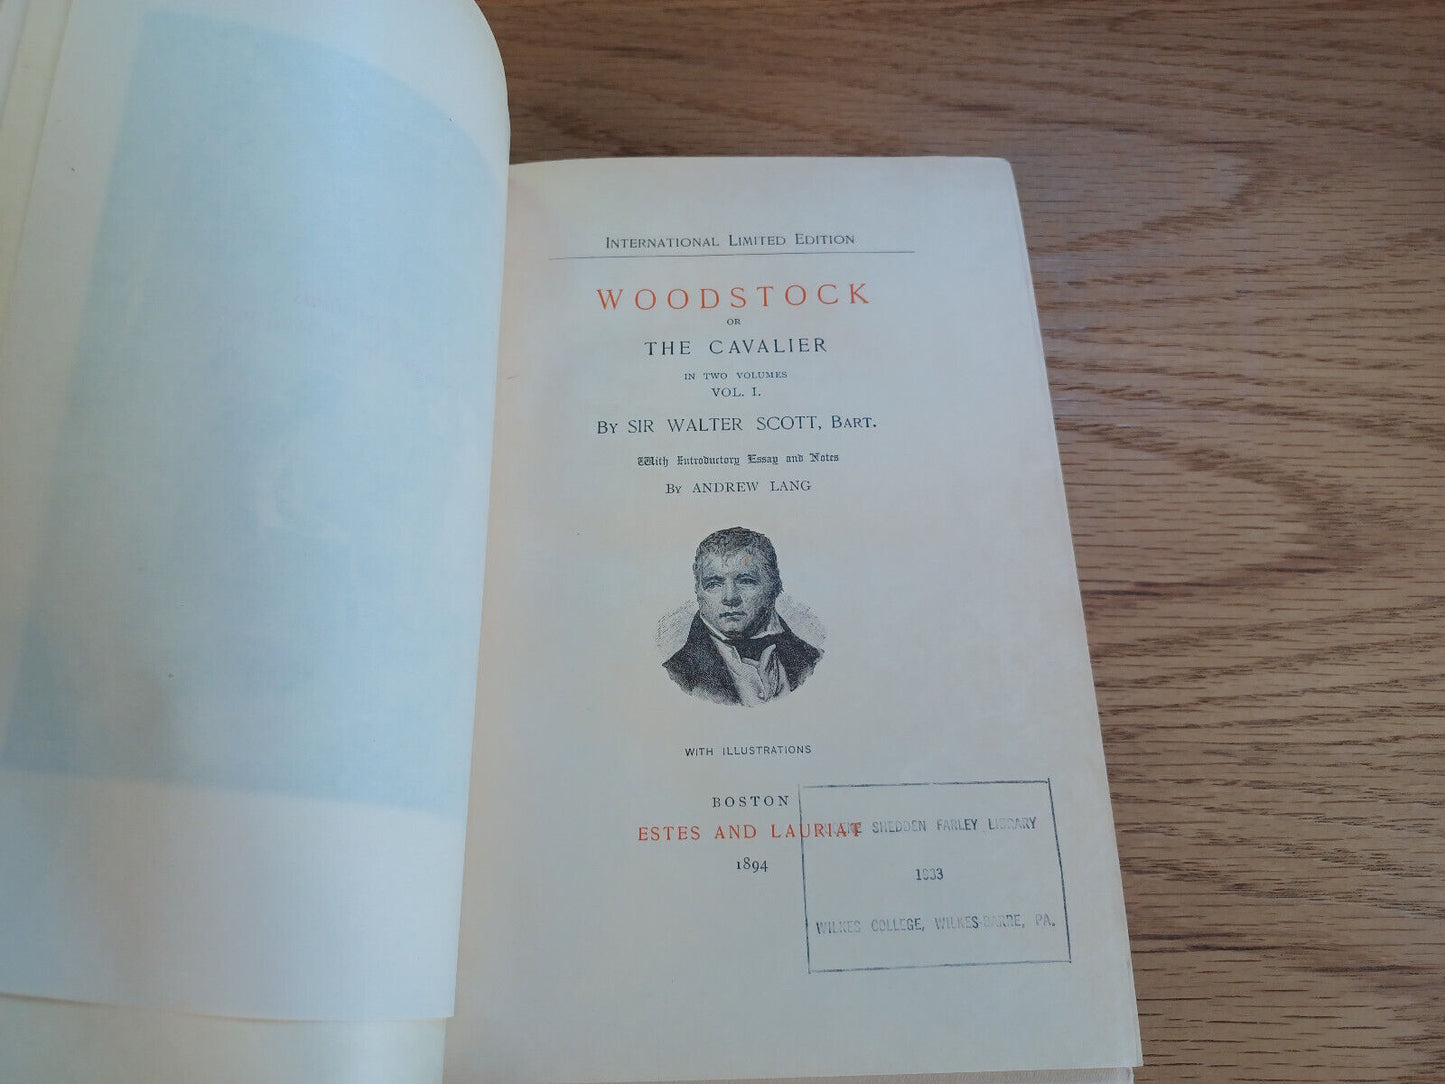 INTERNATIONAL LIMITED EDITION
WOODSTOCK
OR
THE CAVALIER
IN TWO VOLUMES
VOL. I.
BY SIR WALTER SCOTT, BART.
With Introductory Essay and Notes
BY ANDREW LANG
WITH ILLUSTRATIONS
BOSTON
ESTES AND LAURIAT
1894
SHEDDEN FARLEY LIBRARY
WILKES COLLEGE, WILKES-BARRE, PA.